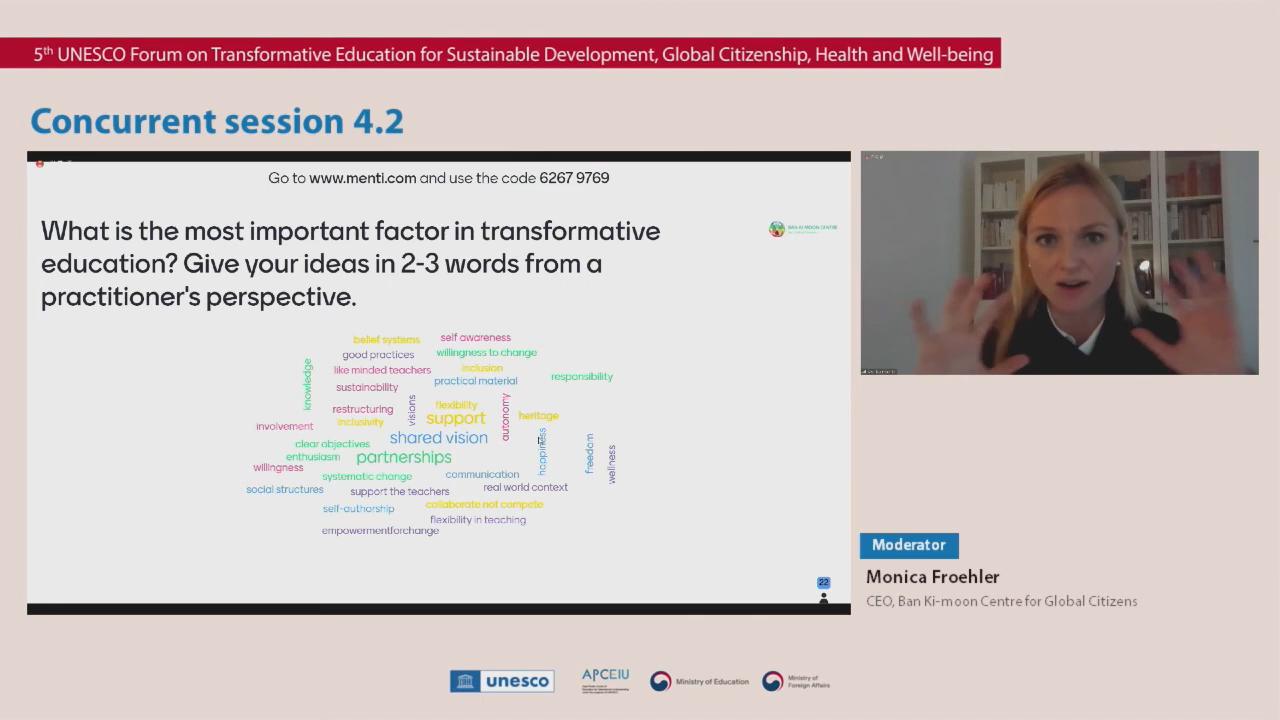 5th UNESCO Forum on Transformative Education for Sustainable Development, Global Citizenship, Health and Well-being
Concurrent session 4.2
Go to www.menti.com and use the code 6267 9769
What is the most important factor in transformative
education? Give your ideas in 2-3 words from a
practitioner's perspective.
BAN KI-MOON CENTRE
belief systems
self awareness
good practices
willingness to change
like minded teachers
inclusion
knowledge
sustainability
practical material
responsibility
restructuring
visions
flexibility
autonomy
heritage
involvement
inclusivity
support
clear objectives
shared vision
happiness
freedom
wellness
enthusiasm
partnerships
willingness
systematic change
communication
social structures
support the teachers
real world context
self-authorship
collaborate not compete
flexibility in teaching
empowermentforchange
22
Moderator
Monica Froehler
CEO, Ban Ki-moon Centre for Global Citizens
unesco
APCEIU
Ministry of Education
Ministry of
Foreign Affairs